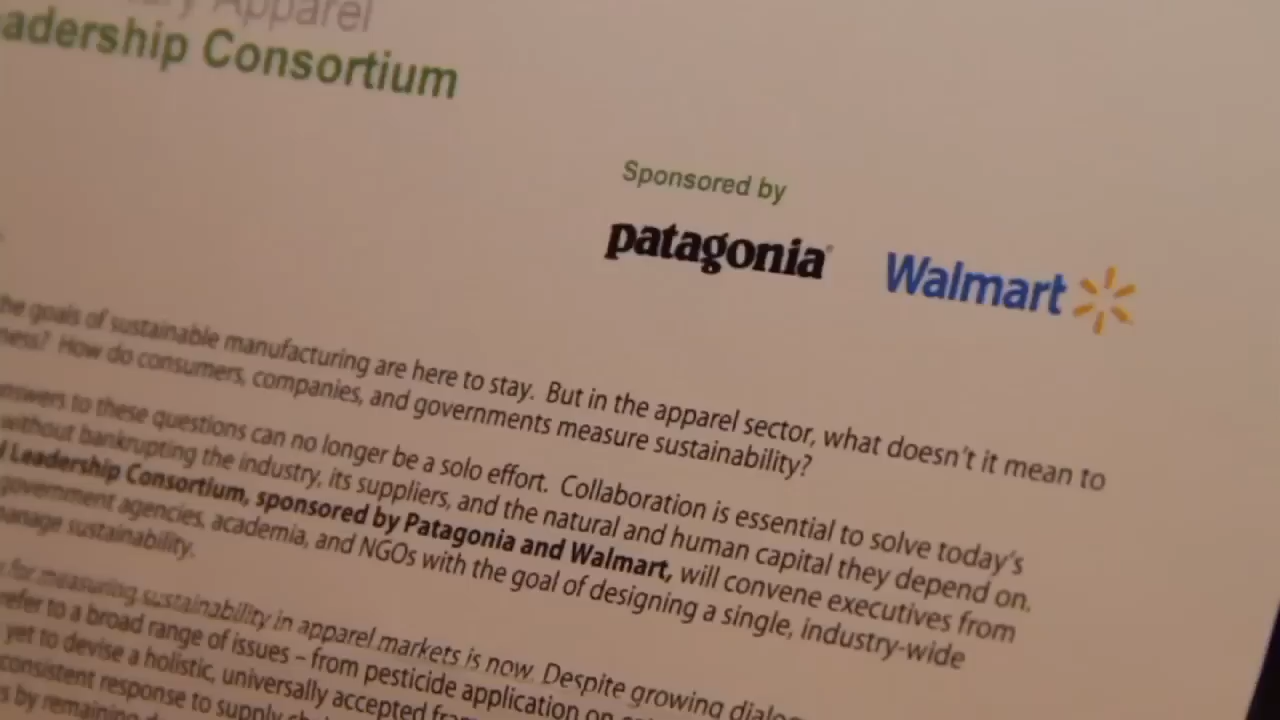 Apparel
adership Consortium
Sponsored by
patagonia®
Walmart
the goals of sustainable manufacturing are here to stay. But in the apparel sector, what doesn't it mean to
ness? How do consumers, companies, and governments measure sustainability?
answers to these questions can no longer be a solo effort. Collaboration is essential to solve today's
without bankrupting the industry, its suppliers, and the natural and human capital they depend on.
Leadership Consortium, sponsored by Patagonia and Walmart, will convene executives from
government agencies, academia, and NGOs with the goal of designing a single, industry-wide
manage sustainability.
for measuring sustainability in apparel markets is now. Despite growing dialog
refer to a broad range of issues – from pesticide application on
yet to devise a holistic, universally accepted
consistent response to supply
s by remaining